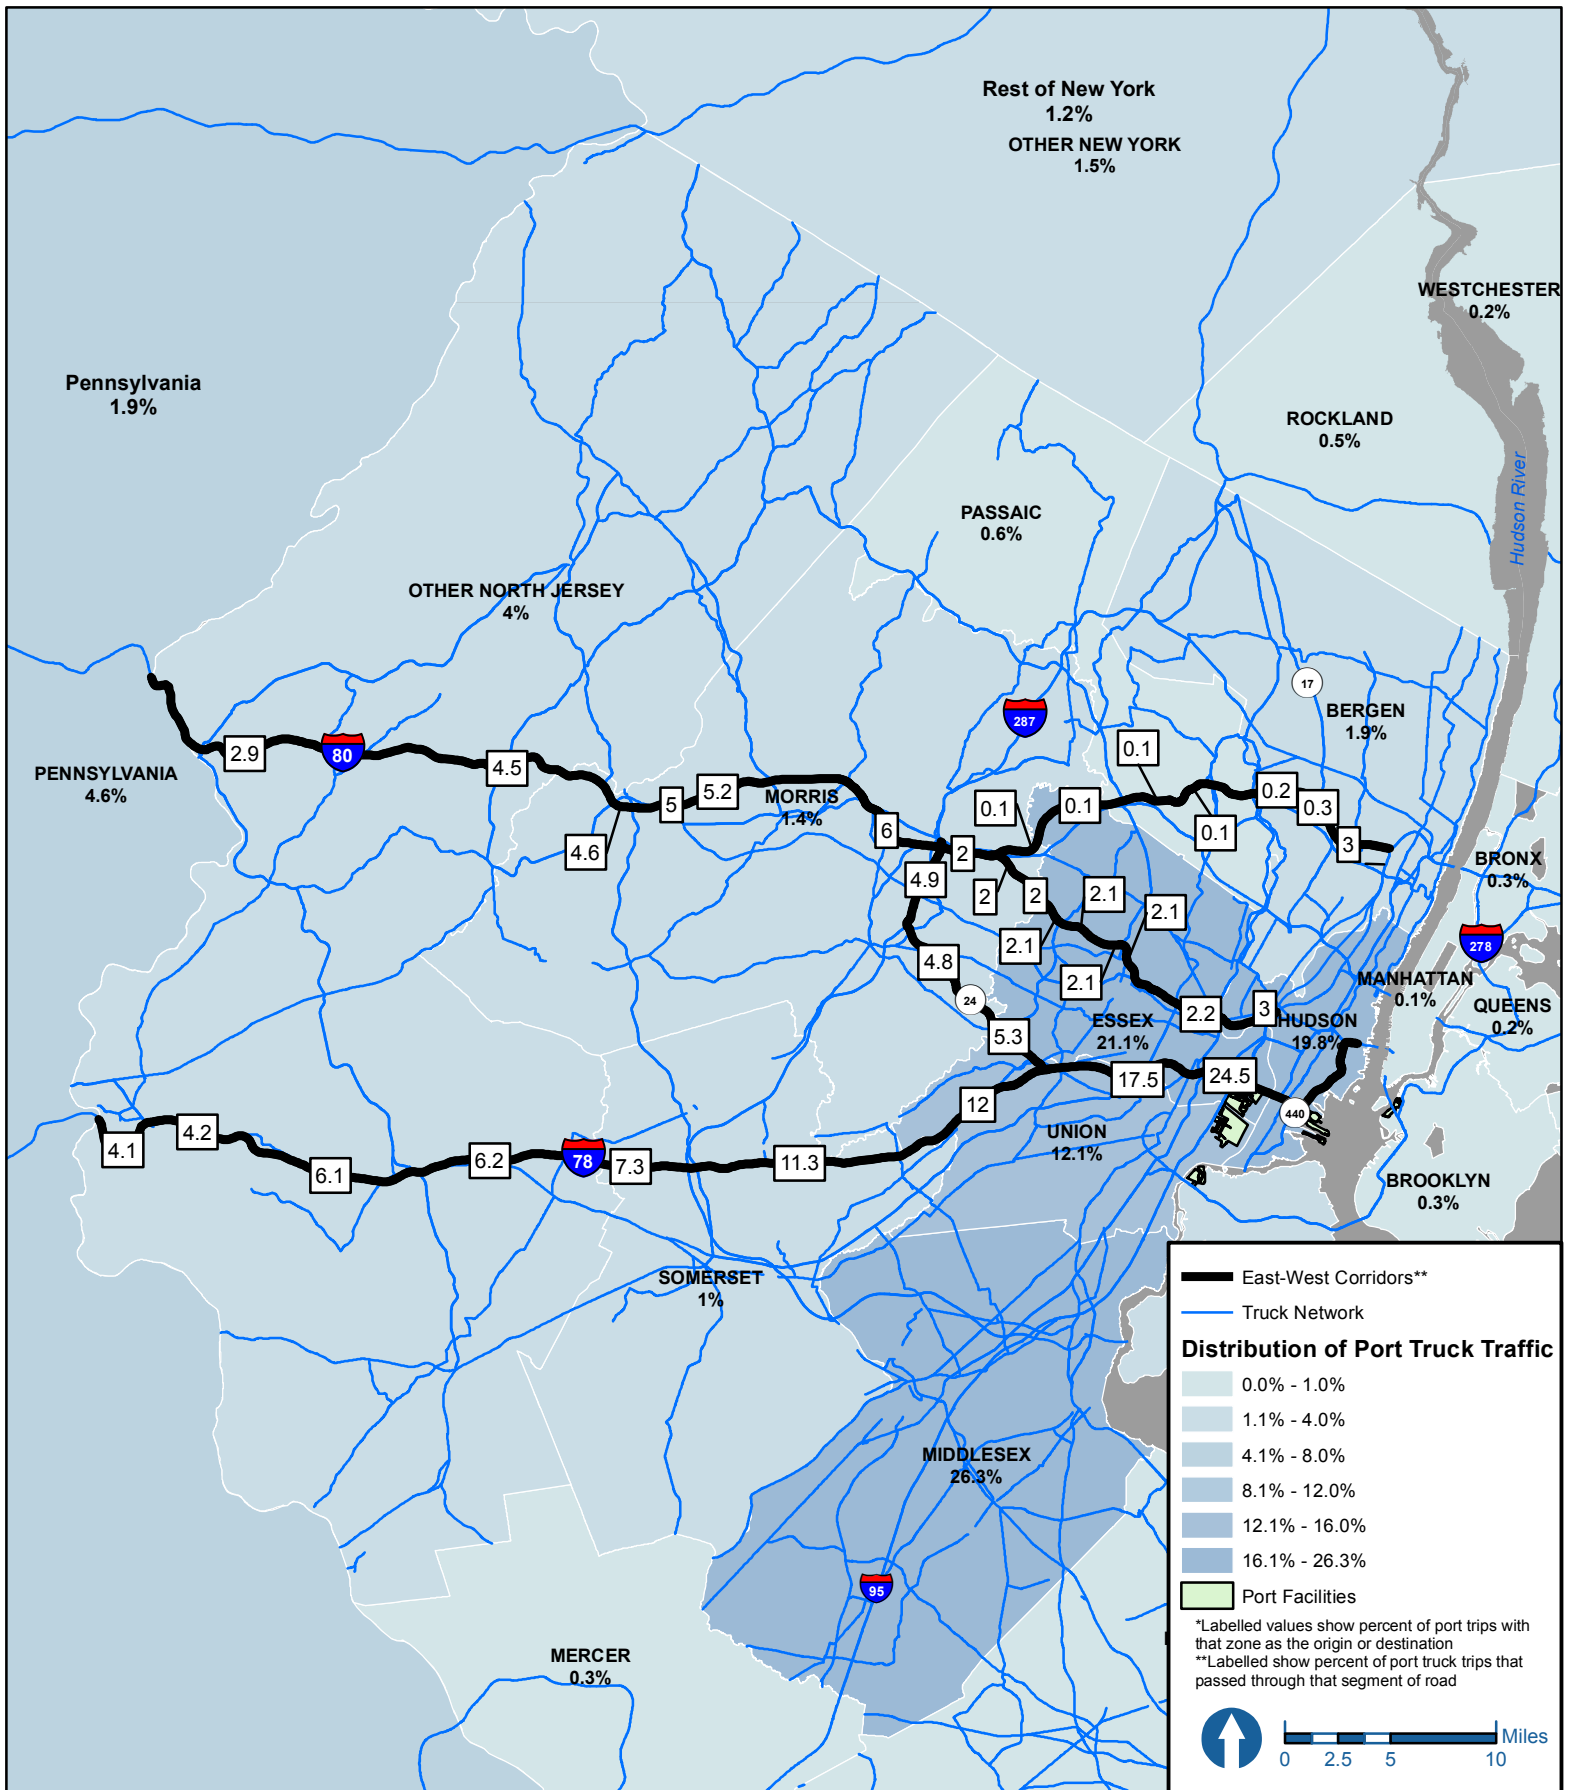 Rest of New York
1.2%
OTHER NEW YORK
1.5%
WESTCHESTER
0.2%
Pennsylvania
1.9%
ROCKLAND
0.5%
Hudson River
PASSAIC
0.6%
OTHER NORTH JERSEY
4%
17
287
BERGEN
1.9%
0.1
2.9
80
4.5
PENNSYLVANIA
4.6%
5
5.2
MORRIS
1.4%
0.1
0.1
0.2
0.3
0.1
3
6
4.6
2
BRONX
0.3%
4.9
2
2
2.1
2.1
2.1
278
4.8
2.1
MANHATTAN
0.1%
24
QUEENS
0.2%
5.3
ESSEX
21.1%
2.2
3
HUDSON
19.8%
17.5
24.5
12
440
4.1
4.2
UNION
12.1%
6.1
6.2
78
7.3
11.3
BROOKLYN
0.3%
SOMERSET
1%
MIDDLESEX
26.3%
95
MERCER
0.3%
East-West Corridors**
Truck Network
Distribution of Port Truck Traffic
0.0% - 1.0%
1.1% - 4.0%
4.1% - 8.0%
8.1% - 12.0%
12.1% - 16.0%
16.1% - 26.3%
Port Facilities
*Labelled values show percent of port trips with
that zone as the origin or destination
**Labelled show percent of port truck trips that
passed through that segment of road
Miles
0 2.5 5 10